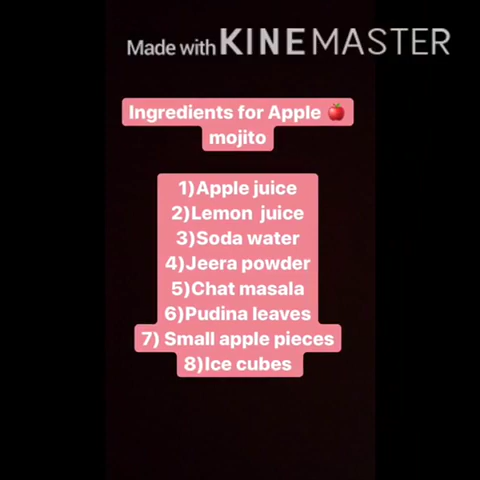 Made with KINEMASTER
Ingredients for Apple 🍎
mojito
1)Apple juice
2)Lemon juice
3)Soda water
4)Jeera powder
5)Chat masala
6)Pudina leaves
7) Small apple pieces
8)Ice cubes